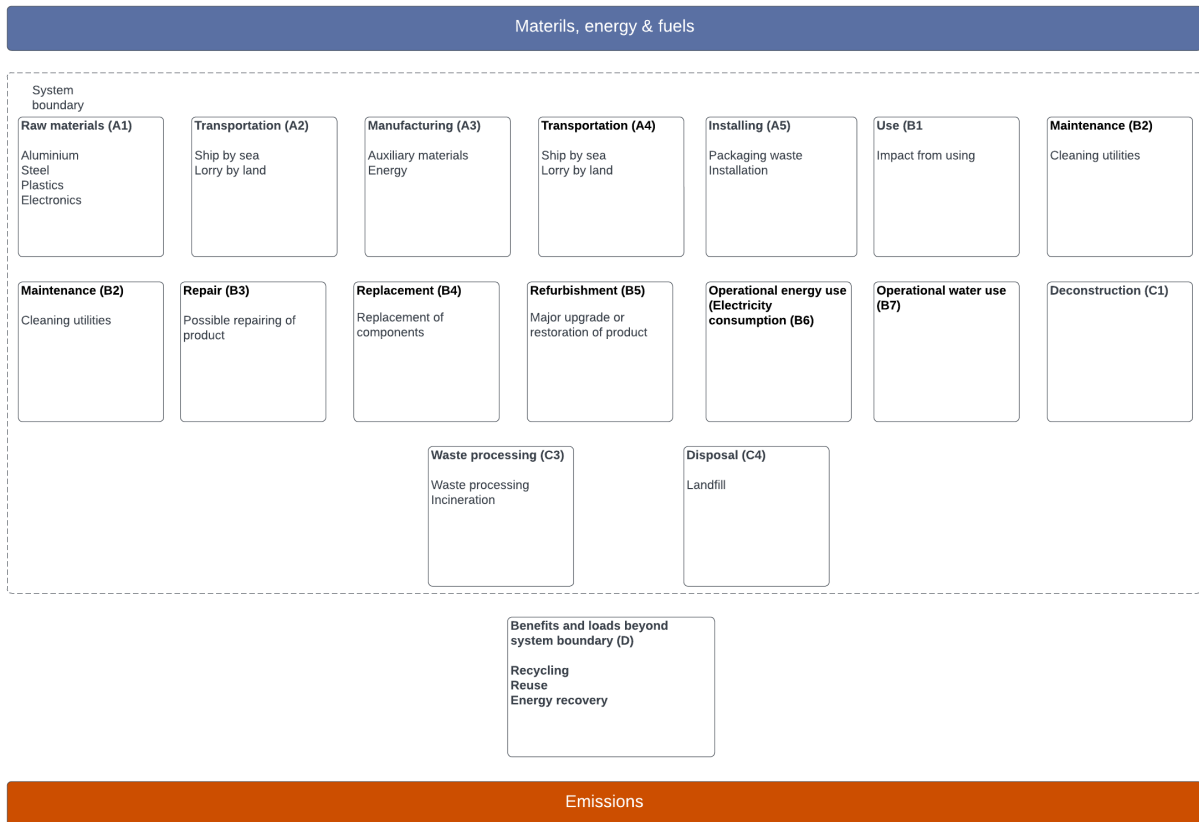 Materils, energy & fuels
System
boundary
Raw materials (A1)
Aluminium
Steel
Plastics
Electronics
Transportation (A2)
Ship by sea
Lorry by land
Manufacturing (A3)
Auxiliary materials
Energy
Transportation (A4)
Ship by sea
Lorry by land
Installing (A5)
Packaging waste
Installation
Use (B1
Impact from using
Maintenance (B2)
Cleaning utilities
Maintenance (B2)
Cleaning utilities
Repair (B3)
Possible repairing of
product
Replacement (B4)
Replacement of
components
Refurbishment (B5)
Major upgrade or
restoration of product
Operational energy use
(Electricity
consumption (B6)
Operational water use
(B7)
Deconstruction (C1)
Waste processing (C3)
Waste processing
Incineration
Disposal (C4)
Landfill
Benefits and loads beyond
system boundary (D)
Recycling
Reuse
Energy recovery
Emissions